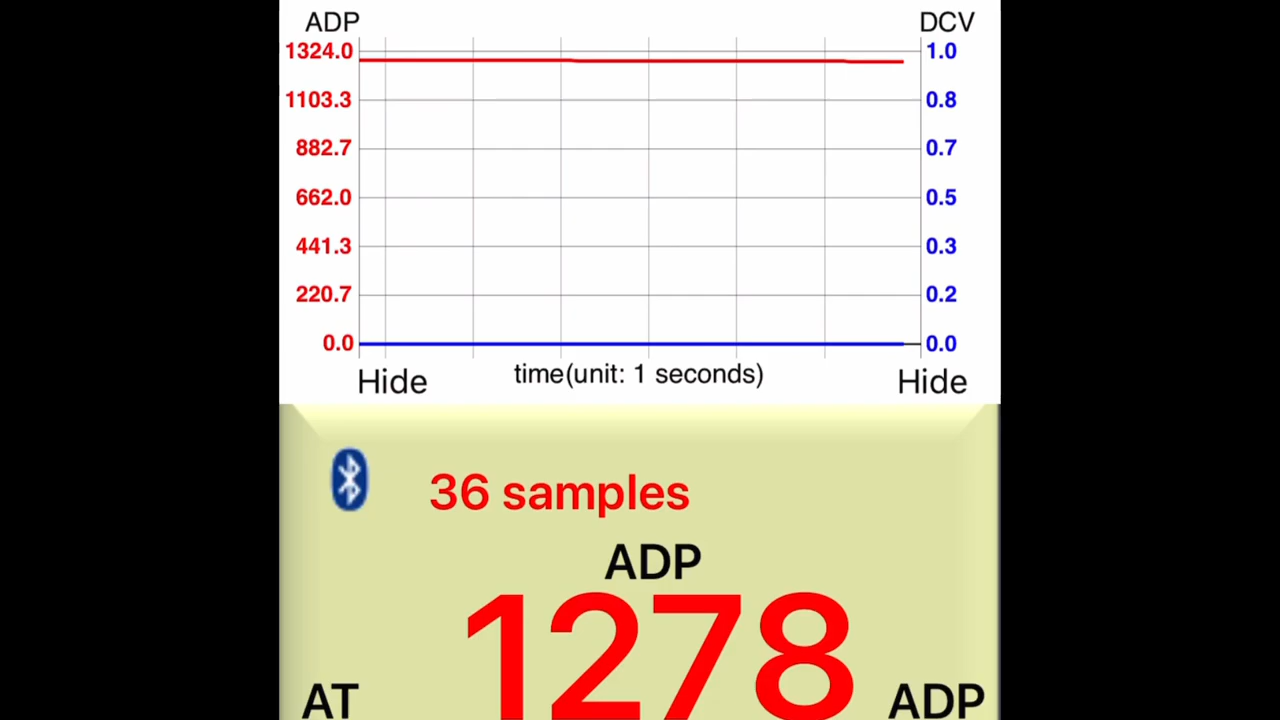 ADP DCV
1324.0 1.0
1103.3 0.8
882.7 0.7
662.0 0.5
441.3 0.3
220.7 0.2
0.0 0.0
Hide time(unit: 1 seconds) Hide
36 samples
ADP
1278
AT ADP